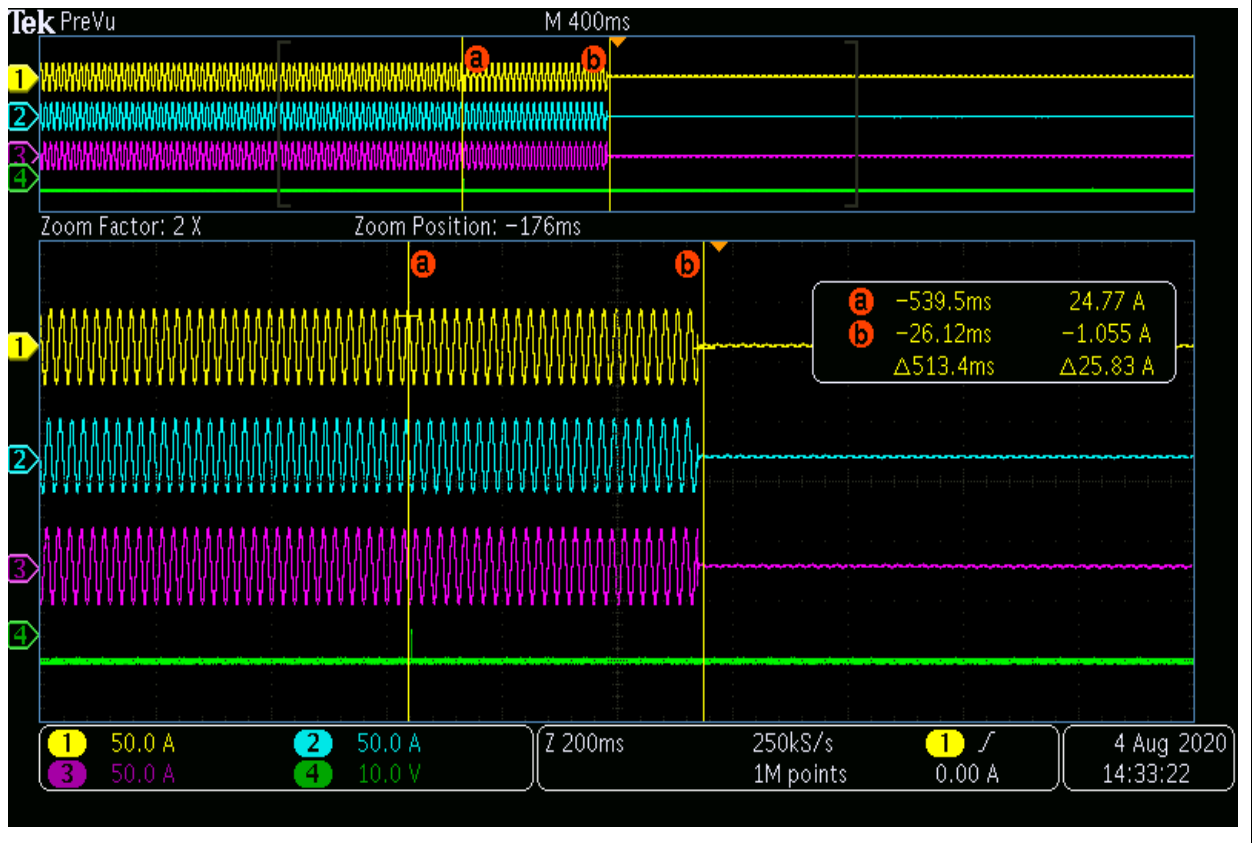 Tek PreVu M 400ms
a b
1
2
3
4
Zoom Factor: 2 X Zoom Position: −176ms
a b
a −539.5ms 24.77 A
b −26.12ms −1.055 A
Δ513.4ms Δ25.83 A
1
2
3
4
1 50.0 A 2 50.0 A Z 200ms 250kS/s 1 4 Aug 2020
3 50.0 A 4 10.0 V 1M points 0.00 A 14:33:22